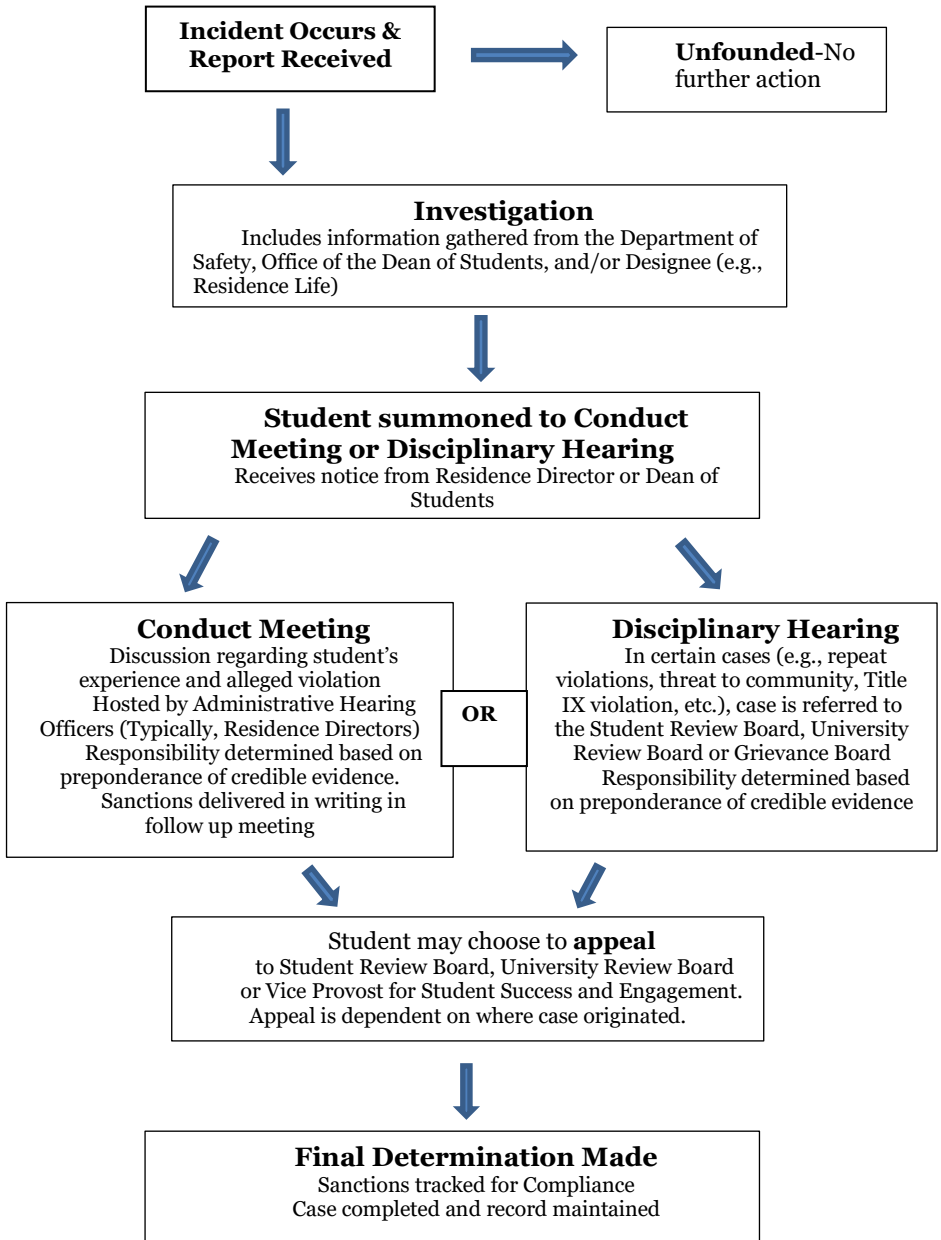 Incident Occurs &
Report Received
Unfounded-No
further action
Investigation
Includes information gathered from the Department of
Safety, Office of the Dean of Students, and/or Designee (e.g.,
Residence Life)
Student summoned to Conduct
Meeting or Disciplinary Hearing
Receives notice from Residence Director or Dean of
Students
Conduct Meeting
Discussion regarding student's
experience and alleged violation
Hosted by Administrative Hearing
Officers (Typically, Residence Directors)
Responsibility determined based on
preponderance of credible evidence.
Sanctions delivered in writing in
follow up meeting
OR
Disciplinary Hearing
In certain cases (e.g., repeat
violations, threat to community, Title
IX violation, etc.), case is referred to
the Student Review Board, University
Review Board or Grievance Board
Responsibility determined based
on preponderance of credible evidence
Student may choose to appeal
to Student Review Board, University Review Board
or Vice Provost for Student Success and Engagement.
Appeal is dependent on where case originated.
Final Determination Made
Sanctions tracked for Compliance
Case completed and record maintained